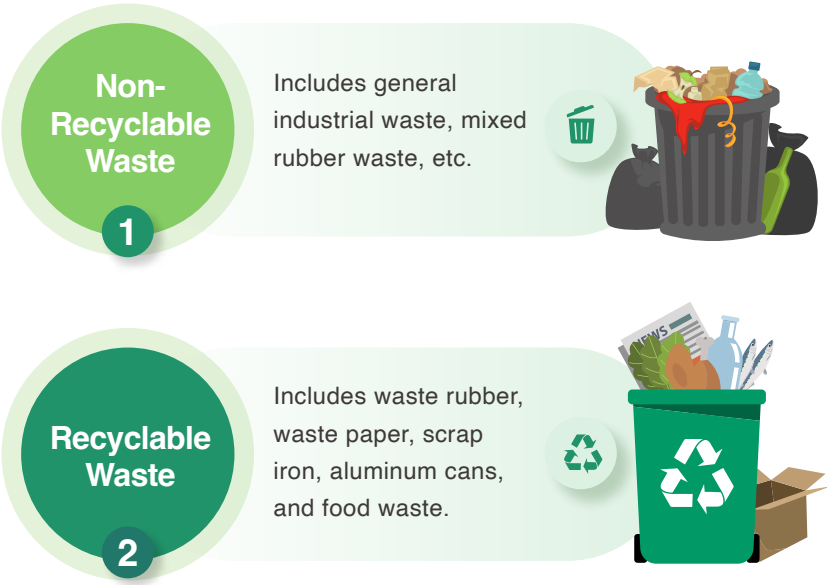 Non-
Recyclable
Waste
1
Includes general
industrial waste, mixed
rubber waste, etc.
Recyclable
Waste
2
Includes waste rubber,
waste paper, scrap
iron, aluminum cans,
and food waste.
NEWS